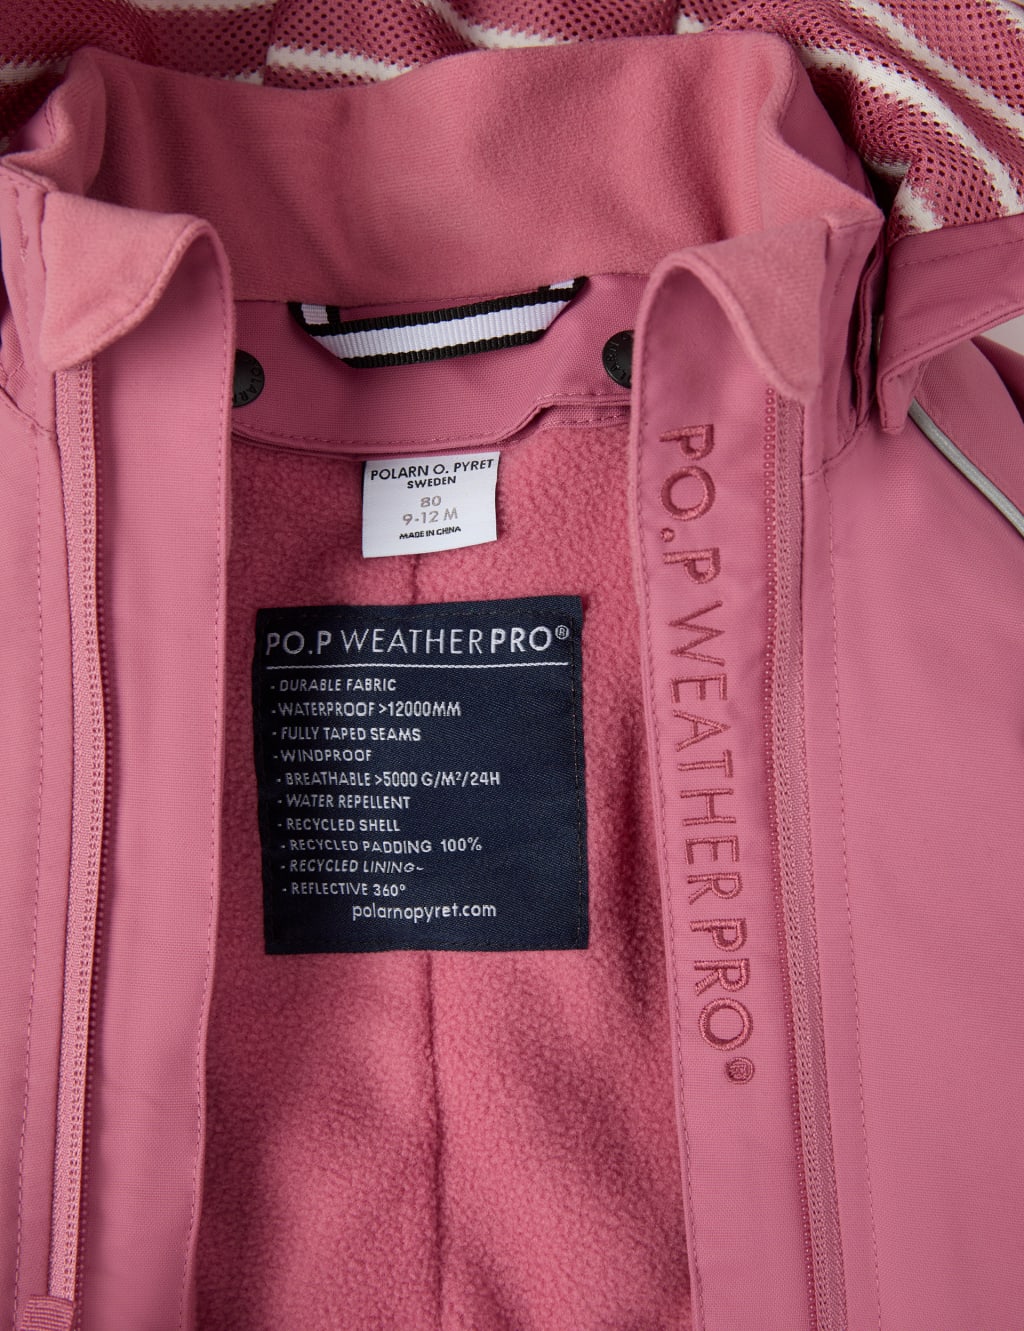 POLARN O. PYRET
SWEDEN
80
9-12 M
MADE IN CHINA
PO.P WEATHERPRO®
- DURABLE FABRIC
- WATERPROOF >12000MM
- FULLY TAPED SEAMS
- WINDPROOF
- BREATHABLE >5000 G/M²/24H
- WATER REPELLENT
- RECYCLED SHELL
- RECYCLED PADDING 100%
- RECYCLED LINING~
- REFLECTIVE 360°
polarnopyret.com
PO.P WEATHERPRO®